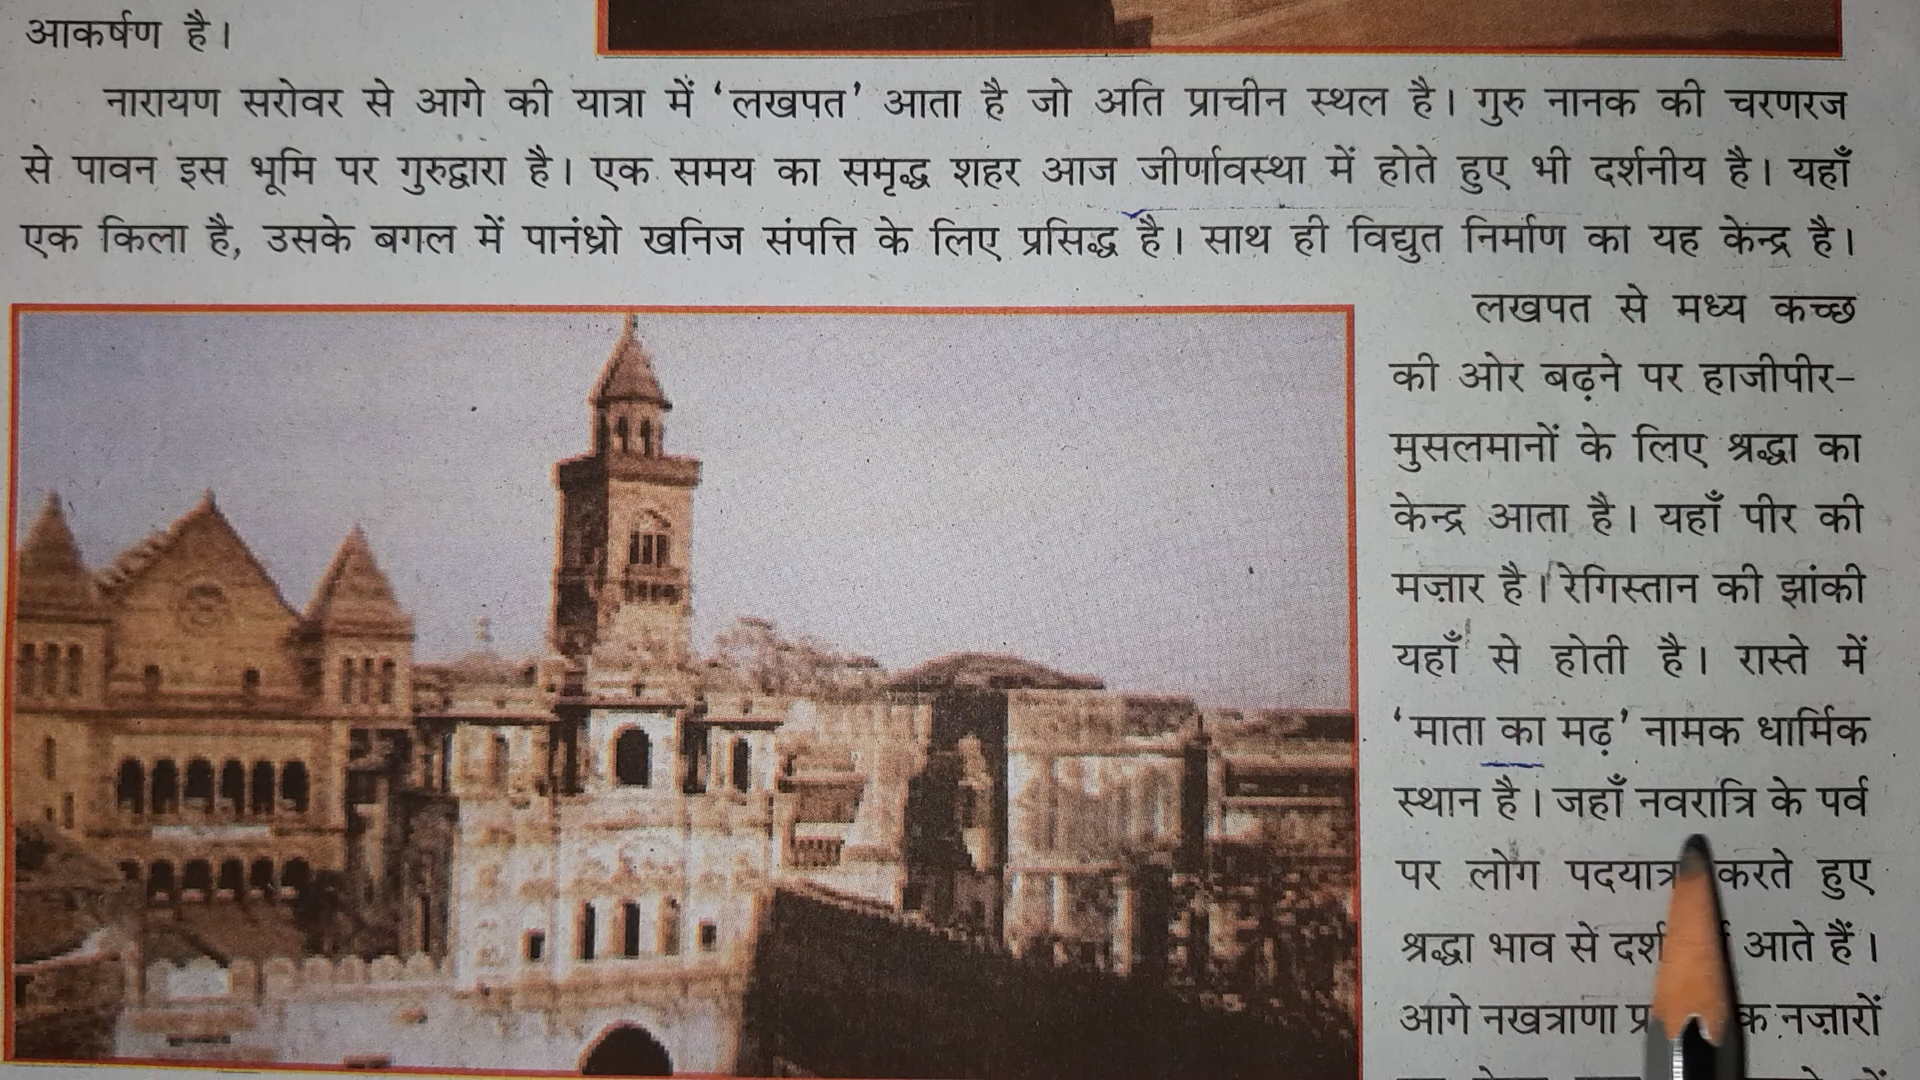 आकर्षण है।
नारायण सरोवर से आगे की यात्रा में ‘लखपत’ आता है जो अति प्राचीन स्थल है। गुरु नानक की चरणरज
से पावन इस भूमि पर गुरुद्वारा है। एक समय का समृद्ध शहर आज जीर्णावस्था में होते हुए भी दर्शनीय है। यहाँ
एक किला है, उसके बगल में पानंध्रो खनिज संपत्ति के लिए प्रसिद्ध है। साथ ही विद्युत निर्माण का यह केन्द्र है।
लखपत से मध्य कच्छ
की ओर बढ़ने पर हाजीपीर-
मुसलमानों के लिए श्रद्धा का
केन्द्र आता है। यहाँ पीर की
मज़ार है। रेगिस्तान की झांकी
यहाँ से होती है। रास्ते में
‘माता का मढ़’ नामक धार्मिक
स्थान है। जहाँ नवरात्रि के पर्व
पर लोग पदयात्रा करते हुए
श्रद्धा भाव से आते हैं।
आगे नखत्राणा नज़ारों